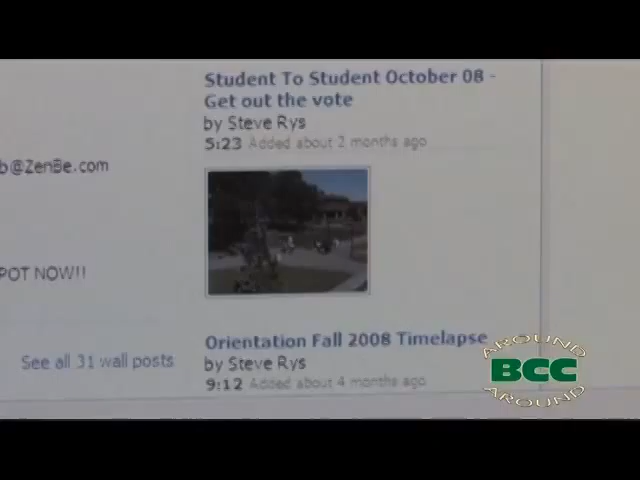 Student To Student October 08 -
Get out the vote
by Steve Rys
5:23 Added about 2 months ago
b@ZenBe.com
POT NOW!!
Orientation Fall 2008 Timelapse
See all 31 wall posts
by Steve Rys
9:12 Added about 4 months ago
AROUND
BCC
AROUND